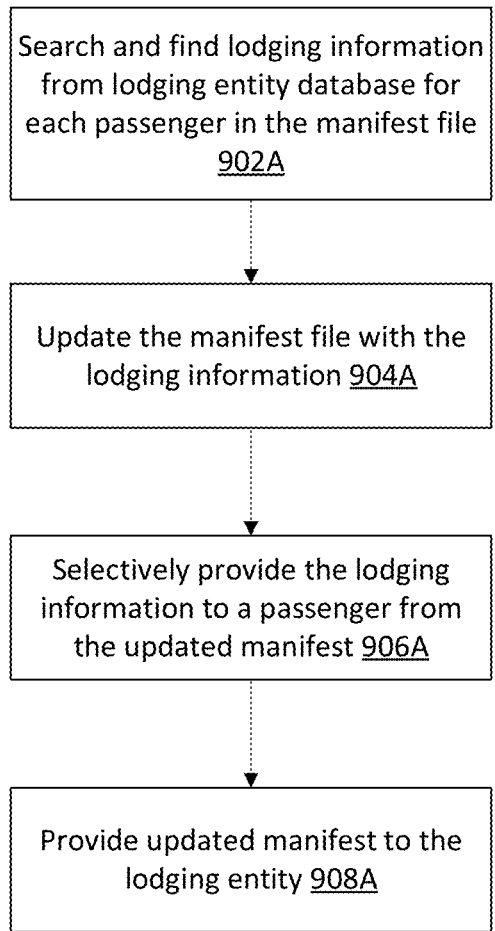 Search and find lodging information
from lodging entity database for
each passenger in the manifest file
902A
Update the manifest file with the
lodging information 904A
Selectively provide the lodging
information to a passenger from
the updated manifest 906A
Provide updated manifest to the
lodging entity 908A